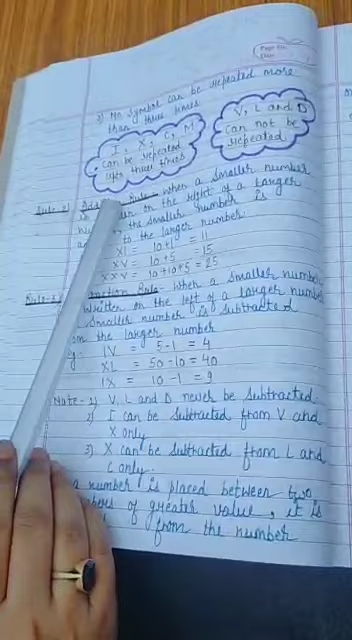 Page No.
Date
3) No symbol can be repeated more
than three times
I, X, C, M
can be repeated
upto three times
V, L and D
can not be
repeated
Rule-2) Rule - When a smaller number
on the right of a larger
the smaller number is
to the larger number
XI = 10+1 = 11
XV = 10+5 = 15
XXV = 10+10+5 = 25
Rule-3 Rule- When a smaller number
written on the left of a larger number
smaller number is subtracted
the larger number
IV = 5-1 = 4
XL = 50-10 = 40
IX = 10-1 = 9
Note - 1) V, L and D never be subtracted.
2) I can be subtracted from V and
X only
3) X can be subtracted from L and
C only.
a number is placed between two
of greater value, it is
from the number